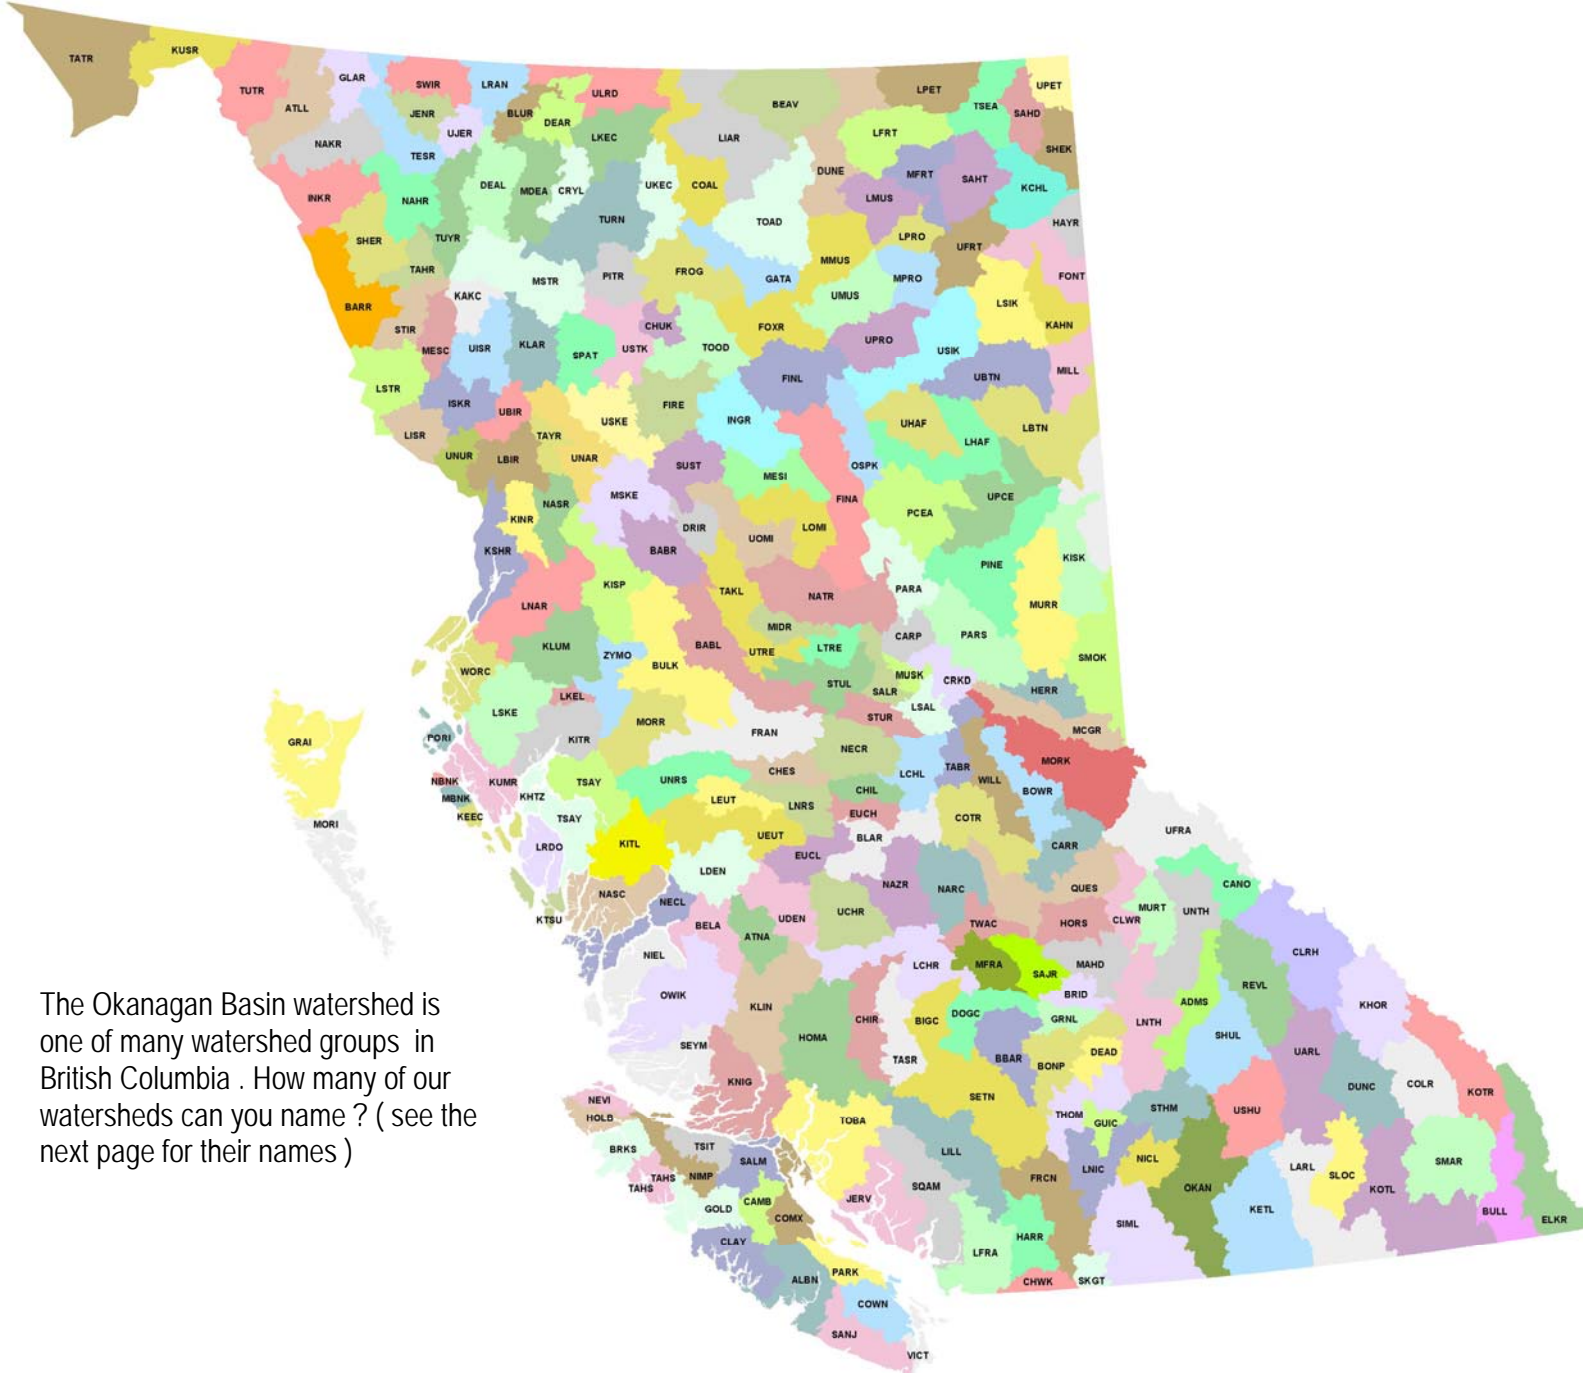 TATR
KUSR
TUTR
ATLL
GLAR
SWIR
LRAN
BLUR
DEAR
ULRD
BEAV
LPET
TSEA
UPET
SAHD
JENR
UJER
NAKR
TESR
LKEC
LIAR
LFRT
SHEK
DUNE
MFRT
SAHT
KCHL
INKR
NAHR
DEAL
MDEA
CRYL
UKEC
COAL
LMUS
TURN
TOAD
HAYR
SHER
TUYR
LPRO
UFRT
TAHR
MSTR
PITR
FROG
GATA
MMUS
MPRO
FONT
BARR
KAKC
UMUS
LSIK
STIR
CHUK
FOXR
KAHN
MESC
UISR
KLAR
SPAT
USTK
TOOD
UPRO
USIK
LSTR
FINL
UBTN
MILL
ISKR
UBIR
FIRE
USKE
INGR
UHAF
LBTN
LISR
TAYR
LHAF
UNUR
LBIR
UNAR
SUST
MESI
OSPK
MSKE
FINA
UPCE
KINR
NASR
DRIR
UOMI
LOMI
PCEA
KSHR
BABR
KISK
KISP
TAKL
NATR
PARA
PINE
LNAR
MURR
MIDR
CARP
PARS
KLUM
ZYMO
BABL
UTRE
LTRE
SMOK
WORC
BULK
MUSK
CRKD
LKEL
STUL
SALR
HERR
LSKE
MORR
STUR
LSAL
GRAI
PORI
KITR
FRAN
NECR
MCGR
NBNK
KUMR
TSAY
UNRS
CHES
LCHL
TABR
WILL
MORK
MBNK
KHTZ
LEUT
LNRS
CHIL
BOWR
KEEC
TSAY
EUCH
COTR
MORI
LRDO
KITL
UEUT
BLAR
CARR
UFRA
LDEN
EUCL
NASC
NECL
NAZR
NARC
QUES
CANO
KTSU
BELA
UDEN
UCHR
TWAC
HORS
CLWR
MURT
UNTH
ATNA
NIEL
LCHR
MFRA
SAJR
MAHD
CLRH
OWIK
KLIN
BRID
ADMS
REVL
KHOR
CHIR
BIGC
DOGC
GRNL
LNTH
SEYM
HOMA
TASR
BBAR
BONP
DEAD
SHUL
UARL
KNIG
SETN
DUNC
COLR
KOTR
The Okanagan Basin watershed is
one of many watershed groups in
British Columbia . How many of our
watersheds can you name ? ( see the
next page for their names )
NEVI
HOLB
TOBA
THOM
GUIC
STHM
USHU
BRKS
TSIT
SALM
LILL
LNIC
NICL
LARL
SLOC
SMAR
TAHS
TAHS
NIMP
JERV
SQAM
FRCN
OKAN
KOTL
GOLD
CAMB
COMX
SIML
KETL
BULL
ELKR
CLAY
LFRA
HARR
ALBN
PARK
CHWK
SKGT
COWN
SANJ
VICT